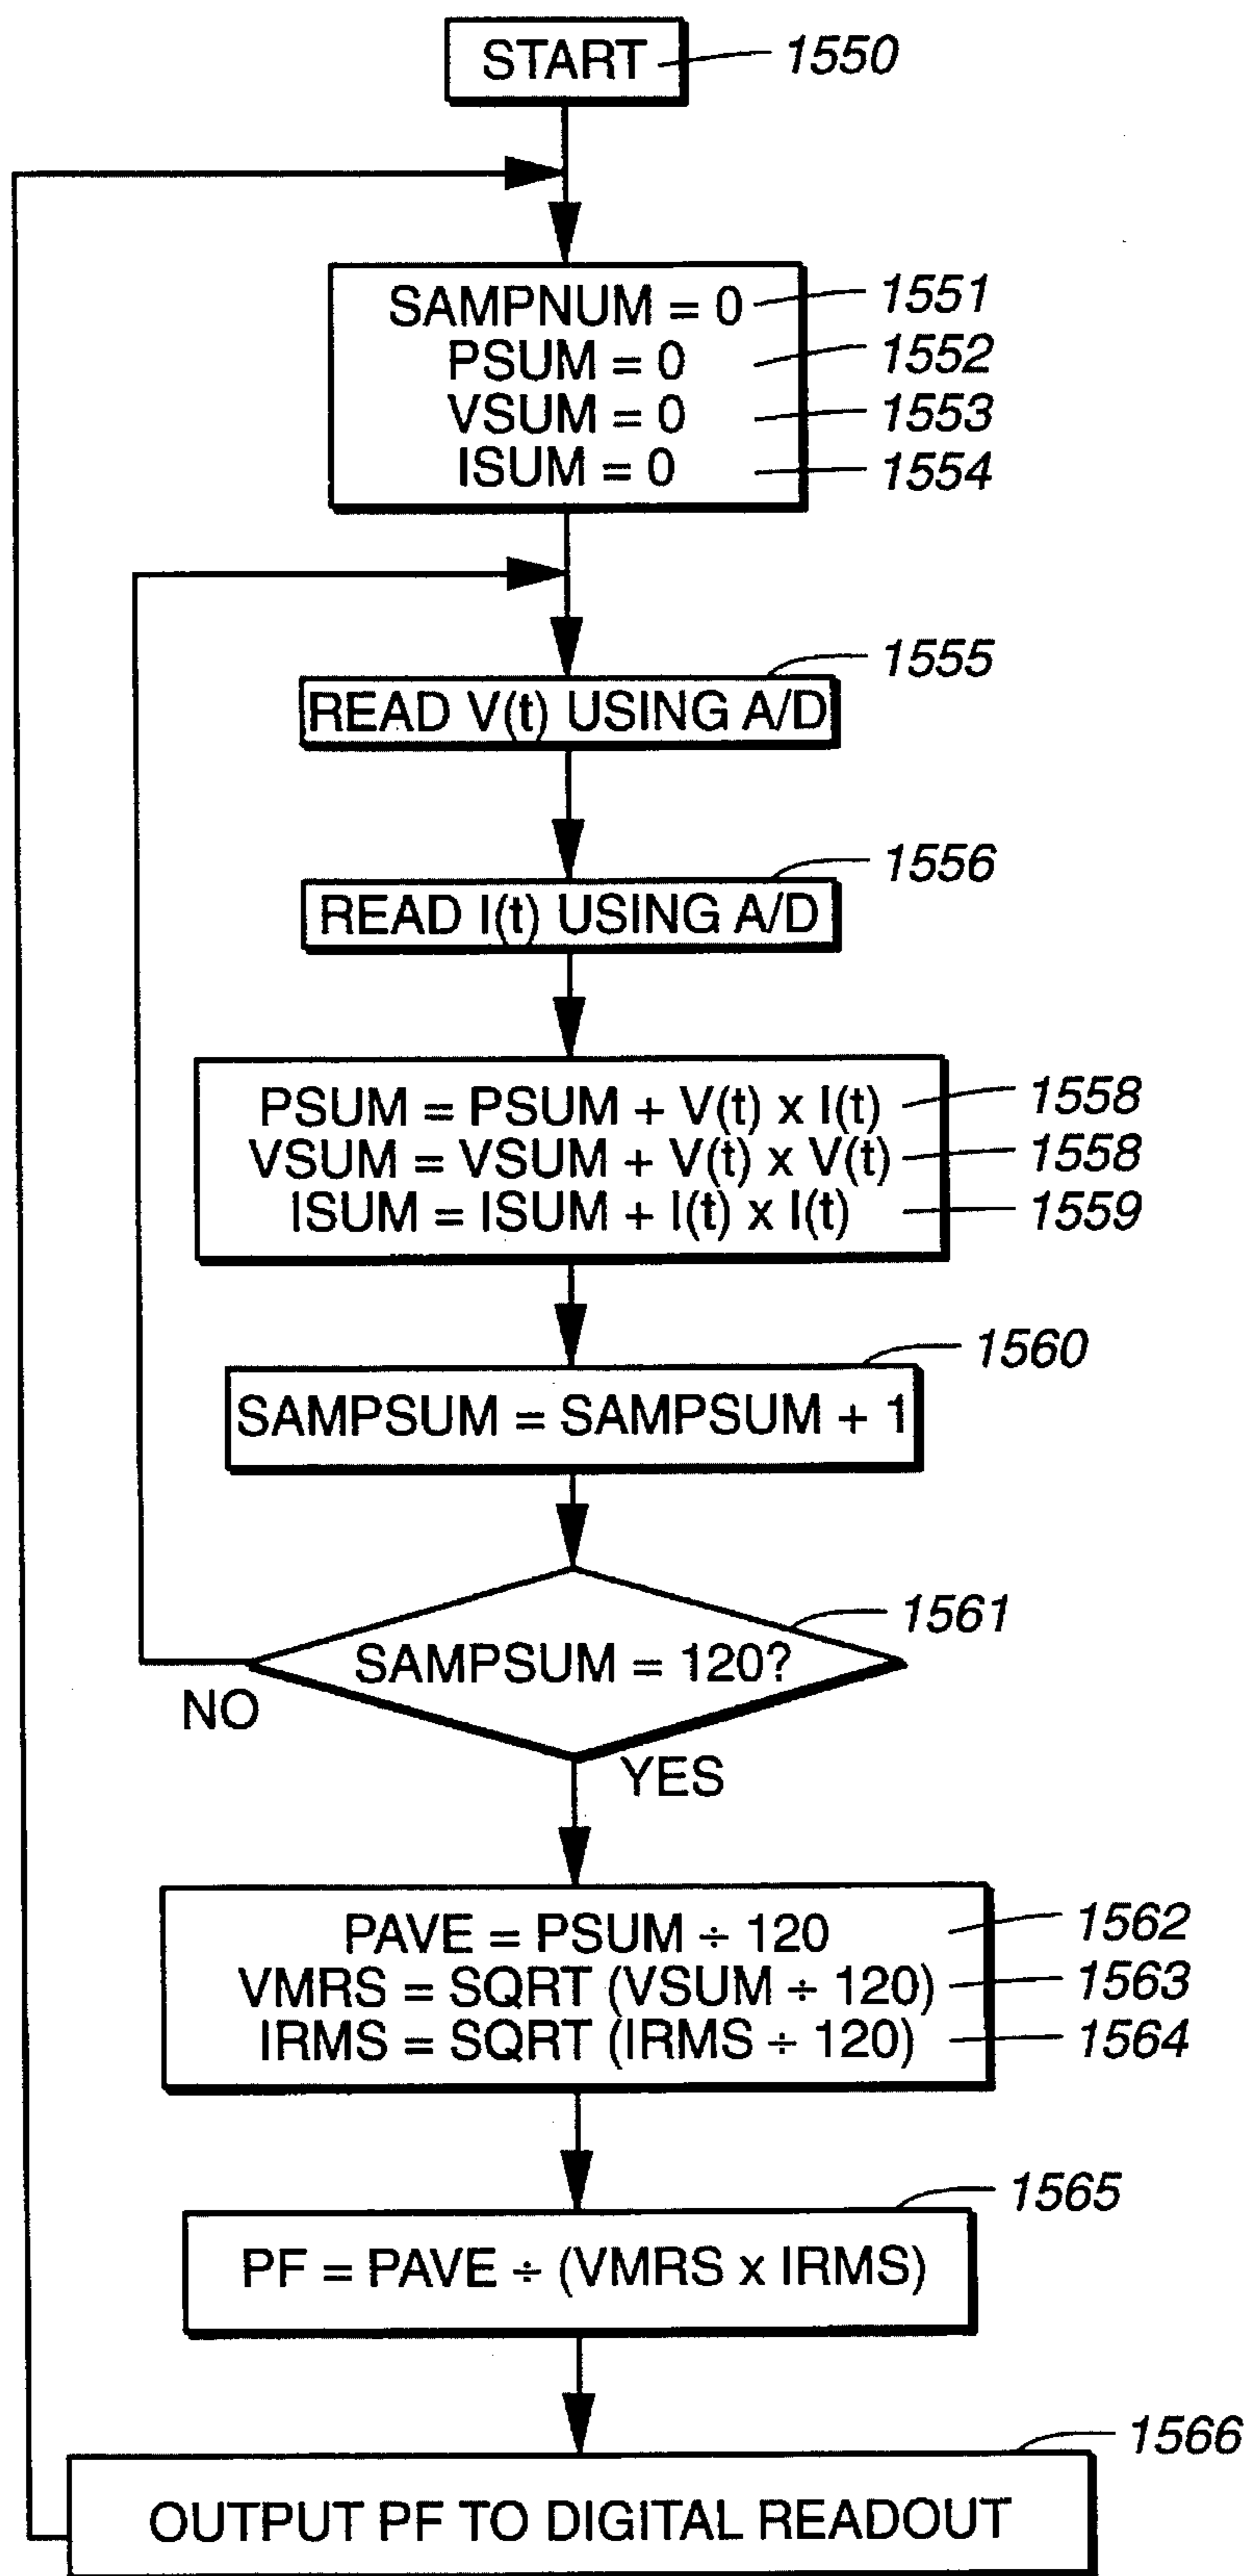 START 1550
SAMPNUM = 0 1551
PSUM = 0 1552
VSUM = 0 1553
ISUM = 0 1554
1555
READ V(t) USING A/D
1556
READ I(t) USING A/D
PSUM = PSUM + V(t) x I(t) 1558
VSUM = VSUM + V(t) x V(t) 1558
ISUM = ISUM + I(t) x I(t) 1559
1560
SAMPSUM = SAMPSUM + 1
1561
SAMPSUM = 120?
NO
YES
PAVE = PSUM ÷ 120 1562
VMRS = SQRT (VSUM ÷ 120) 1563
IRMS = SQRT (IRMS ÷ 120) 1564
1565
PF = PAVE ÷ (VMRS x IRMS)
1566
OUTPUT PF TO DIGITAL READOUT